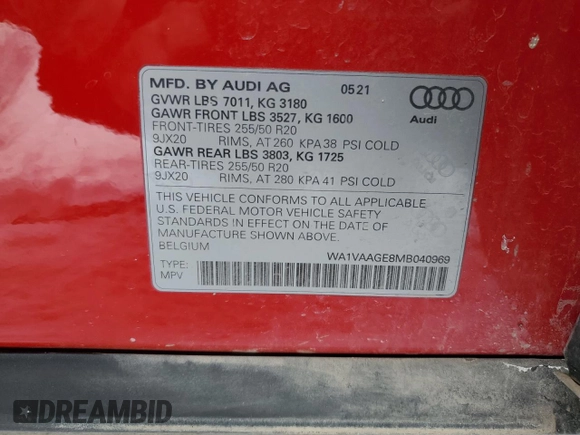 MFD. BY AUDI AG 05 21
GVWR LBS 7011, KG 3180
GAWR FRONT LBS 3527, KG 1600
FRONT-TIRES 255/50 R20
9JX20 RIMS, AT 260 KPA 38 PSI COLD
GAWR REAR LBS 3803, KG 1725
REAR-TIRES 255/50 R20
9JX20 RIMS, AT 280 KPA 41 PSI COLD
Audi
THIS VEHICLE CONFORMS TO ALL APPLICABLE
U.S. FEDERAL MOTOR VEHICLE SAFETY
STANDARDS IN EFFECT ON THE DATE OF
MANUFACTURE SHOWN ABOVE.
BELGIUM
WA1VAAGE8MB040969
TYPE:
MPV
DREAMBID